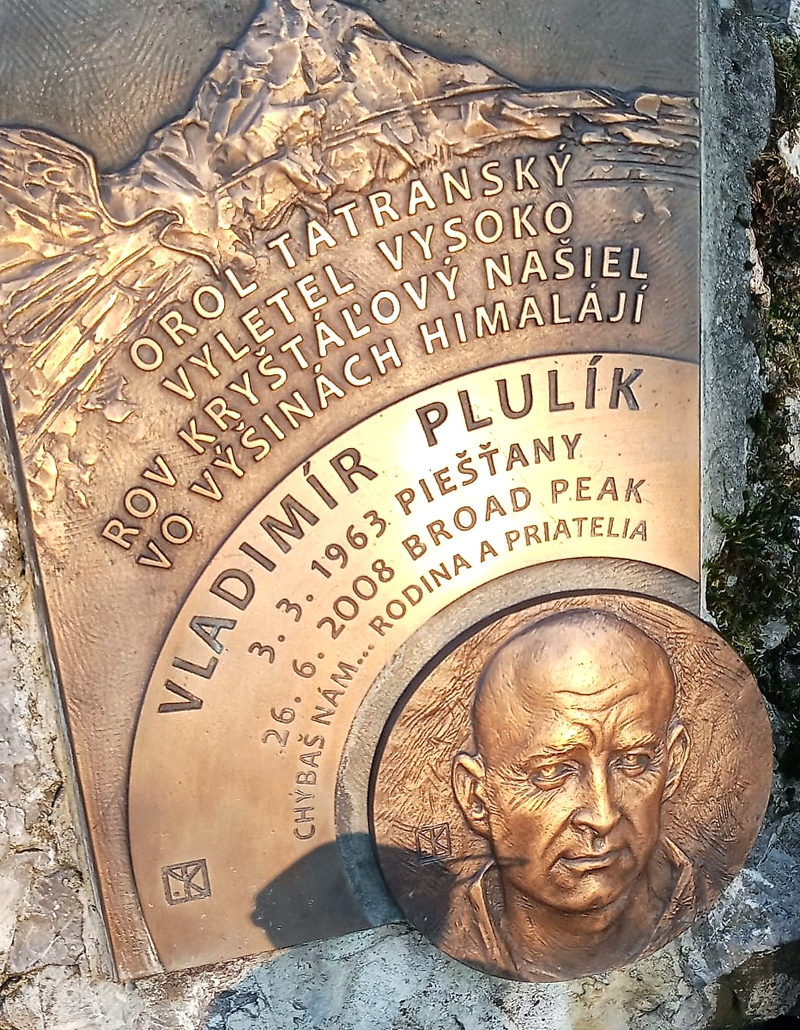 OROL TATRANSKÝ
VYLETEL VYSOKO
ROV KRYŠTÁĽOVÝ NAŠIEL
VO VÝŠINÁCH HIMALÁJÍ
VLADIMÍR PLULÍK
3. 3. 1963 PIEŠŤANY
26. 6. 2008 BROAD PEAK
CHÝBAŠ NÁM... RODINA A PRIATELIA